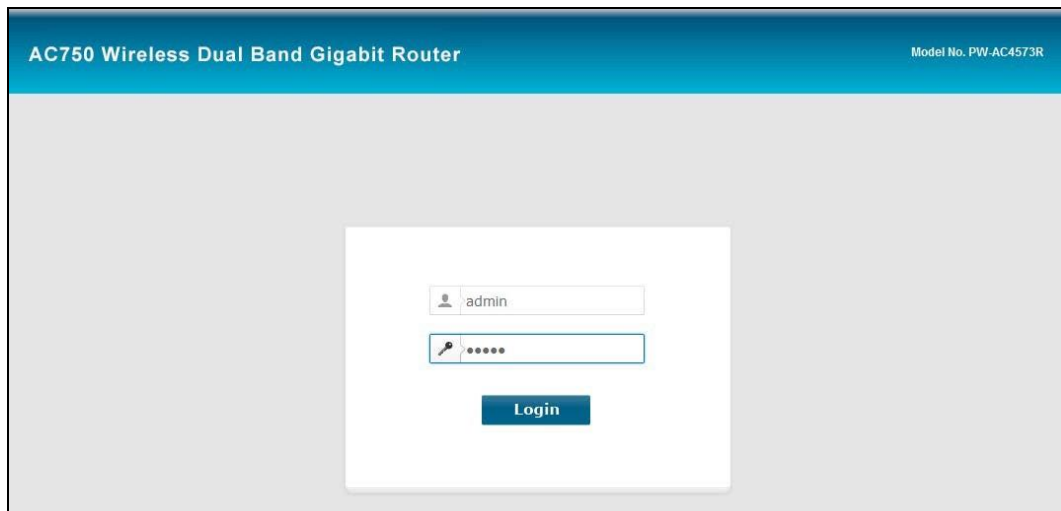 AC750 Wireless Dual Band Gigabit Router
Model No. PW-AC4573R
admin
•••••
Login